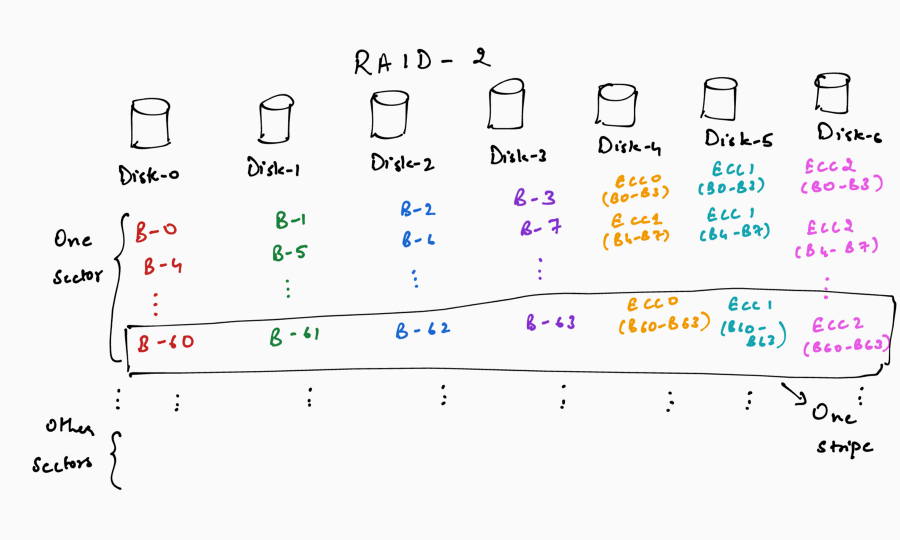 RAID-2
Disk-0 Disk-1 Disk-2 Disk-3 Disk-4 Disk-5 Disk-6
B-0 B-1 B-2 B-3 ECC0 ECC1 ECC2
(B0-B3) (B0-B3) (B0-B3)
One
Sector
B-4 B-5 B-6 B-7 ECC1 ECC1 ECC2
(B4-B7) (B4-B7) (B4-B7)
B-60 B-61 B-62 B-63 ECC0 ECC1 ECC2
(B60-B63) (B60- (B60-B63)
B63)
One
stripe
Other
Sectors